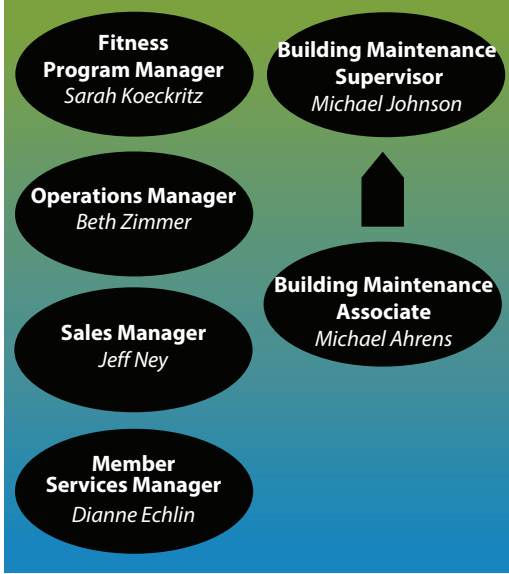 Fitness
Program Manager
Sarah Koeckritz
Operations Manager
Beth Zimmer
Sales Manager
Jeff Ney
Member
Services Manager
Dianne Echlin
Building Maintenance
Supervisor
Michael Johnson
Building Maintenance
Associate
Michael Ahrens